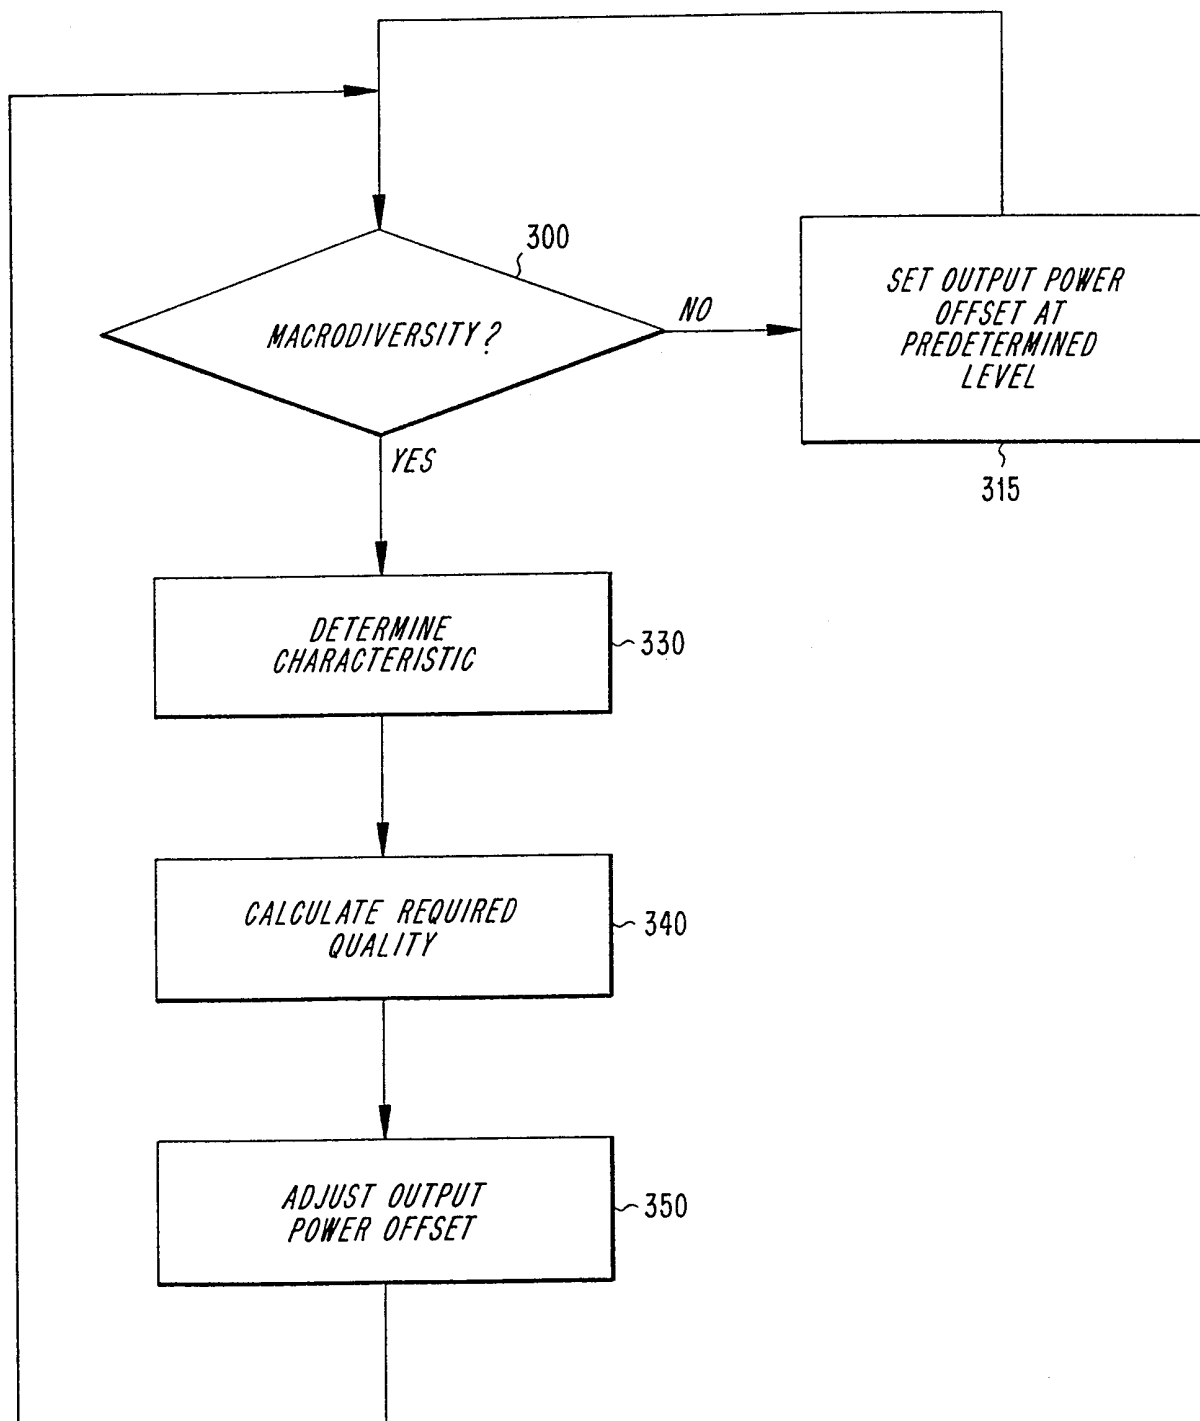 300
MACRODIVERSITY?
NO
SET OUTPUT POWER
OFFSET AT
PREDETERMINED
LEVEL
315
YES
DETERMINE
CHARACTERISTIC
330
CALCULATE REQUIRED
QUALITY
340
ADJUST OUTPUT
POWER OFFSET
350